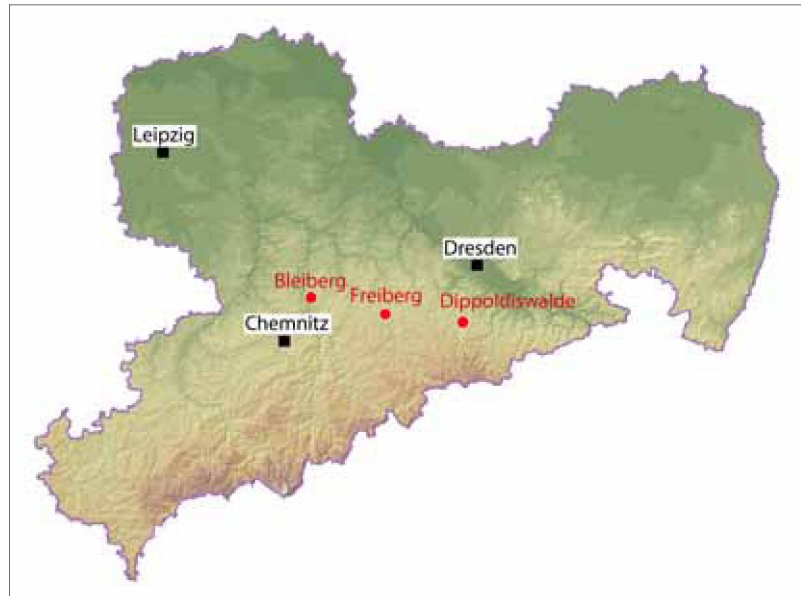 Leipzig
Dresden
Bleiberg
Freiberg
Dippoldiswalde
Chemnitz